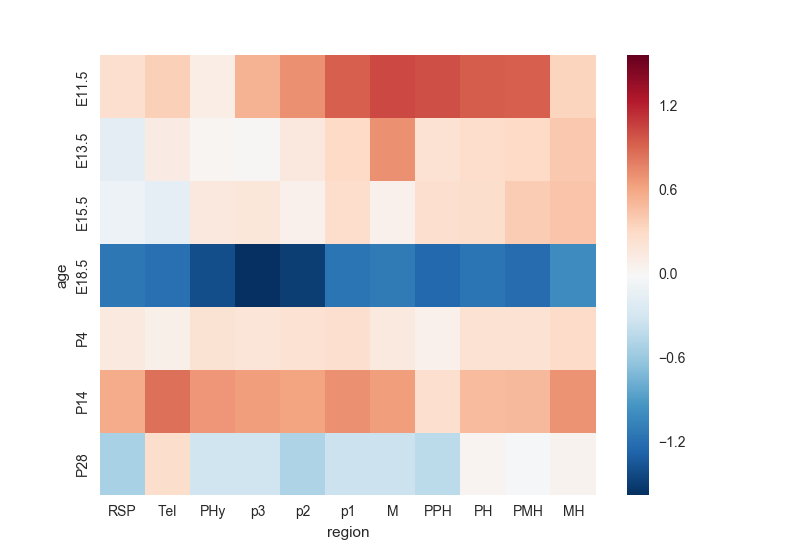 E11.5
E13.5
E15.5
E18.5
P4
P14
P28
age
RSP Tel PHy p3 p2 p1 M PPH PH PMH MH
region
1.2
0.6
0.0
−0.6
−1.2